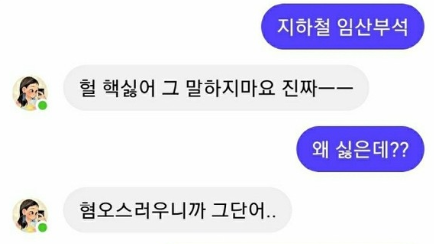 지하철 임산부석
헐 핵싫어 그 말하지마요 진짜ㅡㅡ
왜 싫은데??
혐오스러우니까 그단어..